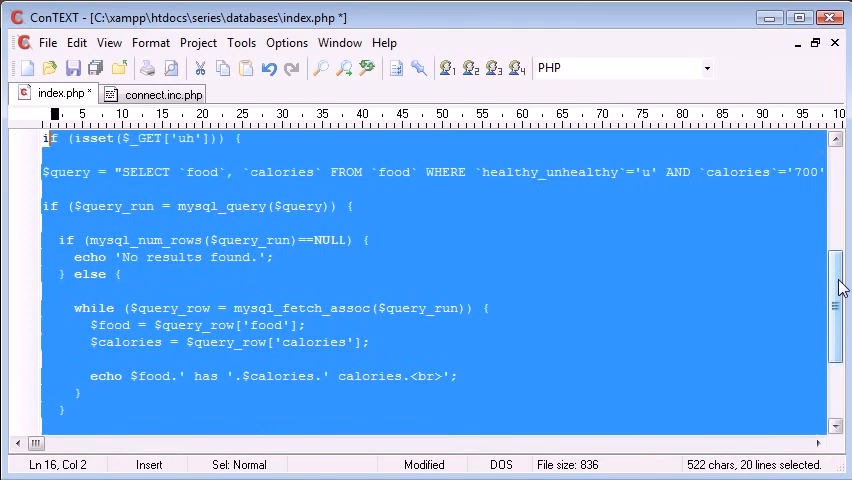 ConTEXT - [C:\xampp\htdocs\series\databases\index.php *]
File Edit View Format Project Tools Options Window Help
1 2 3 4 PHP
index.php * connect.inc.php
5 10 15 20 25 30 35 40 45 50 55 60 65 70 75 80 85 90 95 10
if (isset($_GET['uh'])) {
$query = "SELECT `food`, `calories` FROM `food` WHERE `healthy_unhealthy`='u' AND `calories`='700'
if ($query_run = mysql_query($query)) {
if (mysql_num_rows($query_run)==NULL) {
echo 'No results found.';
} else {
while ($query_row = mysql_fetch_assoc($query_run)) {
$food = $query_row['food'];
$calories = $query_row['calories'];
echo $food.' has '.$calories.' calories.<br>';
}
}
Ln 16, Col 2 Insert Sel: Normal Modified DOS File size: 836 522 chars, 20 lines selected.